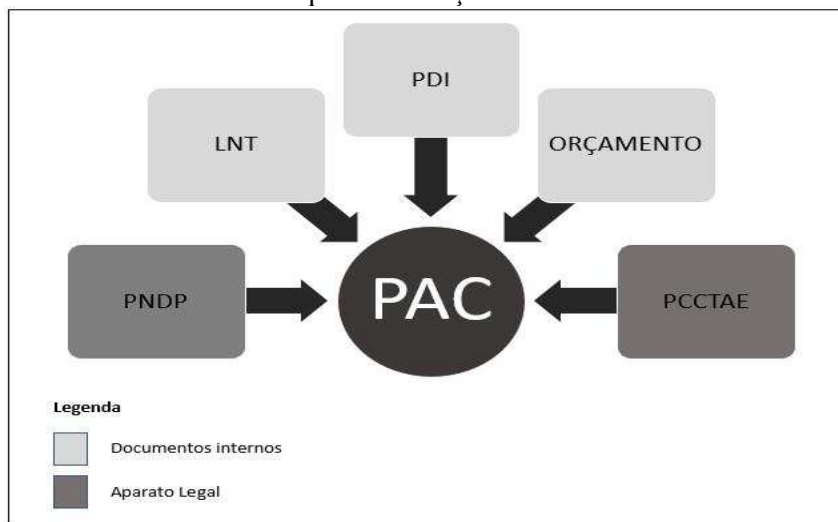 PDI
LNT
ORÇAMENTO
PNDP
PAC
PCCTAE
Legenda
Documentos internos
Aparato Legal